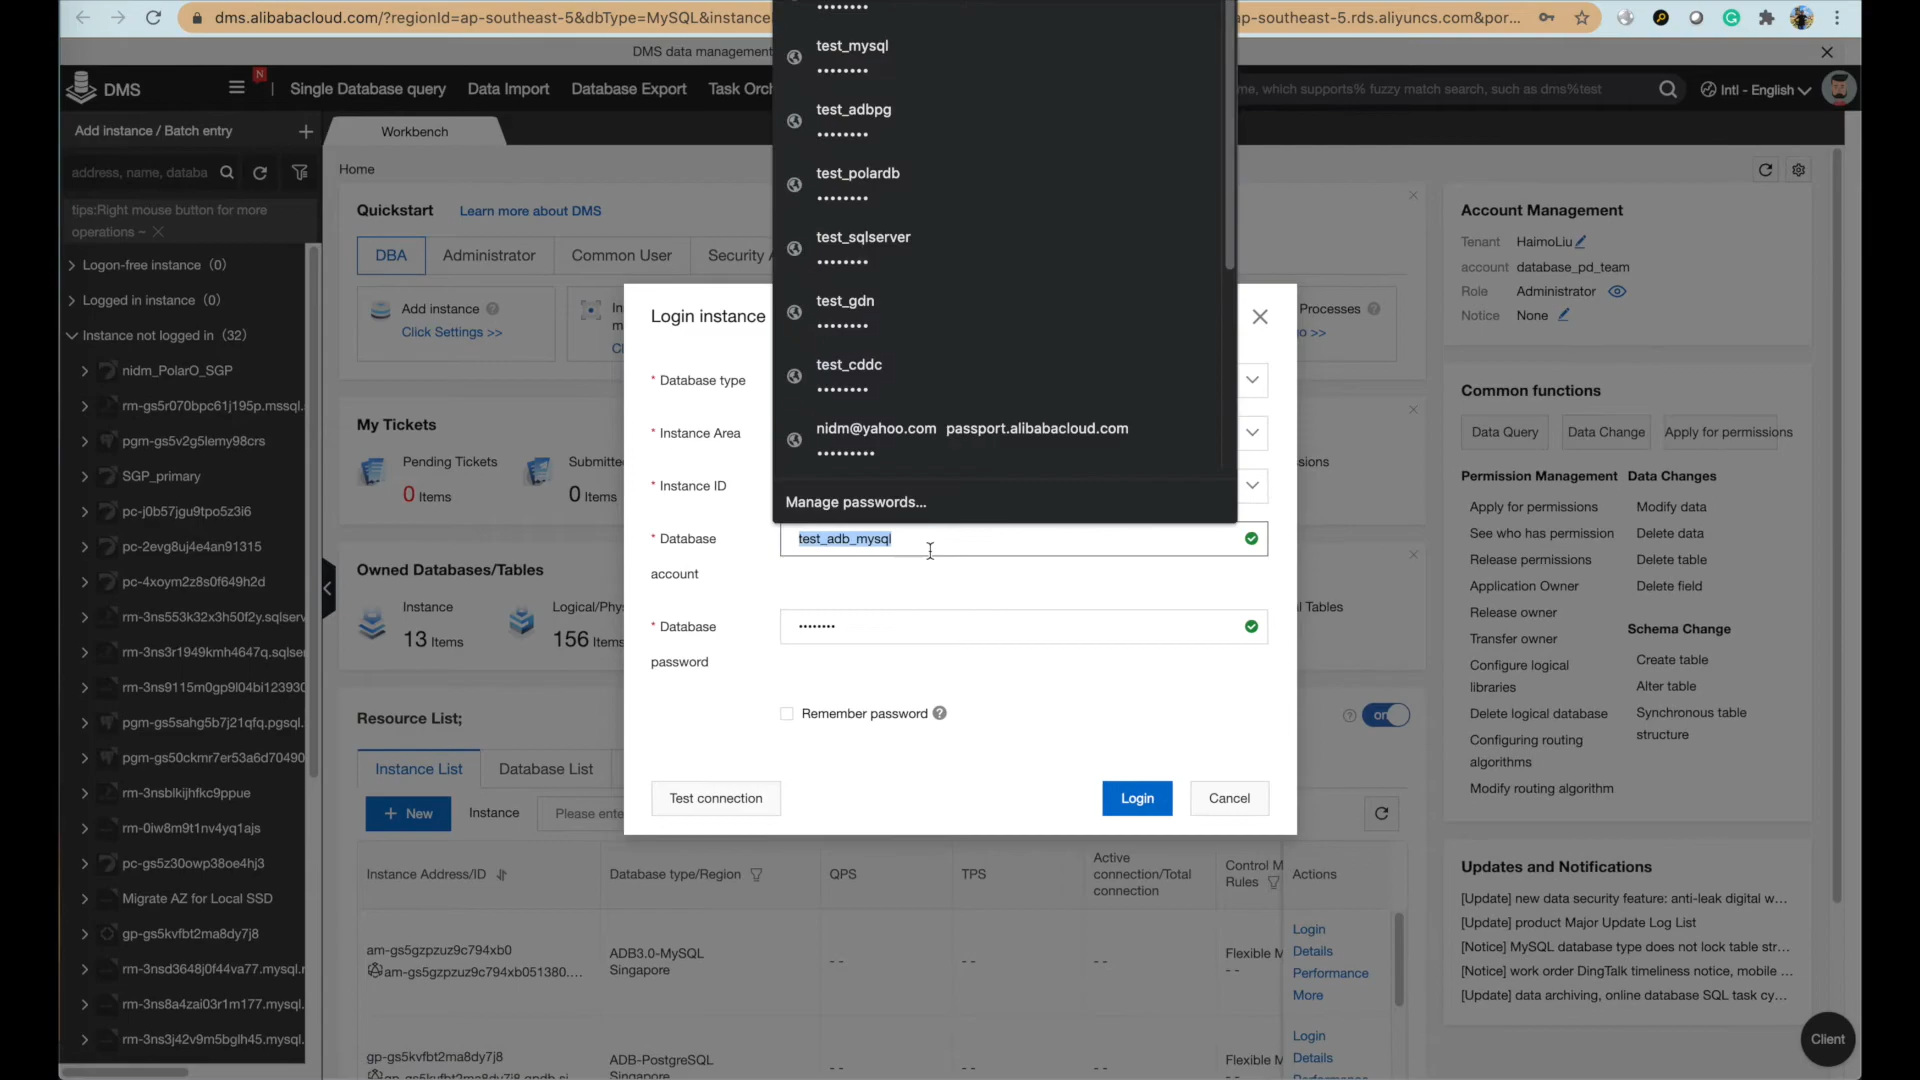 dms.alibabacloud.com/?regionId=ap-southeast-5&dbType=MySQL&instance
ap-southeast-5.rds.aliyuncs.com&por...
DMS data management
DMS
N
Single Database query
Data Import
Database Export
Task Orch
me, which supports% fuzzy match search, such as dms%test
Intl - English
Add instance / Batch entry
Workbench
address, name, databa
tips:Right mouse button for more
operations ~
Logon-free instance (0)
Logged in instance (0)
Instance not logged in (32)
nidm_PolarO_SGP
rm-gs5r070bpc61j195p.mssql.
pgm-gs5v2g5lemy98crs
SGP_primary
pc-j0b57jgu9tpo5z3i6
pc-2evg8uj4e4an91315
pc-4xoym2z8s0f649h2d
rm-3ns553k32x3h50f2y.sqlserv
rm-3ns3r1949kmh4647q.sqlser
rm-3ns9115m0gp9l04bi123930
pgm-gs5sahg5b7j21qfq.pgsql.
pgm-gs50ckmr7er53a6d70490
rm-3nsblkijhfkc9ppue
rm-0iw8m9t1nv4yq1ajs
pc-gs5z30owp38oe4hj3
Migrate AZ for Local SSD
gp-gs5kvfbt2ma8dy7j8
rm-3nsd3648j0f44va77.mysql.r
rm-3ns8a4zai03r1m177.mysql.
rm-3ns3j42v9m5bglh45.mysql.
Home
Quickstart
Learn more about DMS
DBA
Administrator
Common User
Security A
Add instance
Click Settings >>
In
m
Cl
Processes
o >>
My Tickets
Pending Tickets
0 Items
Submitte
0 Items
Owned Databases/Tables
Instance
13 Items
Logical/Phy
156 Items
l Tables
Resource List;
on
Instance List
Database List
+ New
Instance
Please ente
Instance Address/ID
Database type/Region
QPS
TPS
Active
connection/Total
connection
Control M
Rules
Actions
am-gs5gzpzuz9c794xb0
am-gs5gzpzuz9c794xb051380....
ADB3.0-MySQL
Singapore
- -
- -
- -
Flexible M
- -
Login
Details
Performance
More
gp-gs5kvfbt2ma8dy7j8
ADB-PostgreSQL
Singapore
- -
- -
- -
Flexible M
- -
Login
Details
Performance
test_mysql
••••••••
test_adbpg
••••••••
test_polardb
••••••••
test_sqlserver
••••••••
test_gdn
••••••••
test_cddc
••••••••
nidm@yahoo.com passport.alibabacloud.com
•••••••••
Manage passwords...
Login instance
* Database type
* Instance Area
* Instance ID
* Database
account
test_adb_mysql
* Database
password
••••••••
Remember password
Test connection
Login
Cancel
Account Management
Tenant HaimoLiu
account database_pd_team
Role Administrator
Notice None
Common functions
Data Query
Data Change
Apply for permissions
Permission Management
Apply for permissions
See who has permission
Release permissions
Application Owner
Release owner
Transfer owner
Configure logical
libraries
Delete logical database
Configuring routing
algorithms
Modify routing algorithm
Data Changes
Modify data
Delete data
Delete table
Delete field
Schema Change
Create table
Alter table
Synchronous table
structure
Updates and Notifications
[Update] new data security feature: anti-leak digital w...
[Update] product Major Update Log List
[Notice] MySQL database type does not lock table str...
[Notice] work order DingTalk timeliness notice, mobile ...
[Update] data archiving, online database SQL task cy...
Client